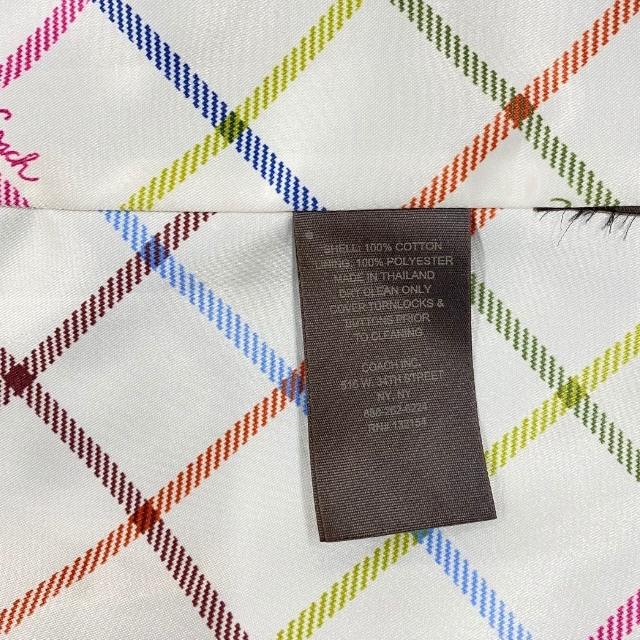 Coach
SHELL: 100% COTTON
LINING: 100% POLYESTER
MADE IN THAILAND
DRY CLEAN ONLY
COVER TURNLOCKS &
BUTTONS PRIOR
TO CLEANING
COACH INC.
516 W. 34TH STREET
NY, NY
RN# 132154